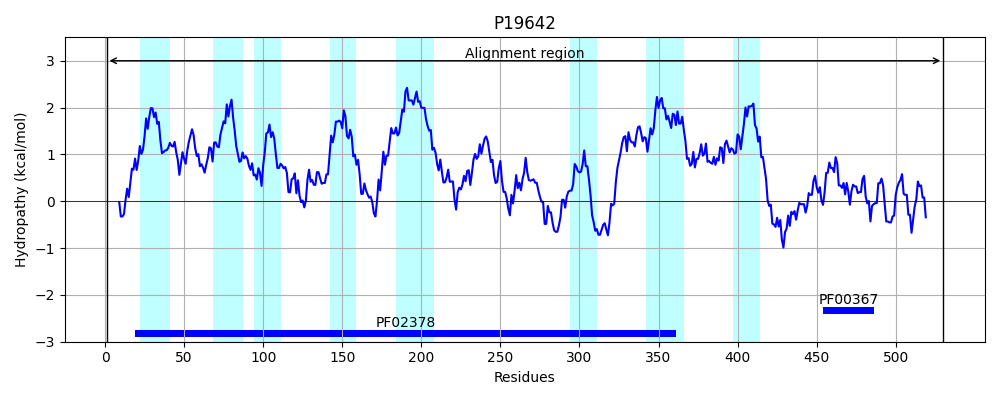 P19642
Hydropathy (kcal/mol)
3
2
1
0
−1
−2
−3
Alignment region
PF00367
PF02378
0 50 100 150 200 250 300 350 400 450 500
Residues